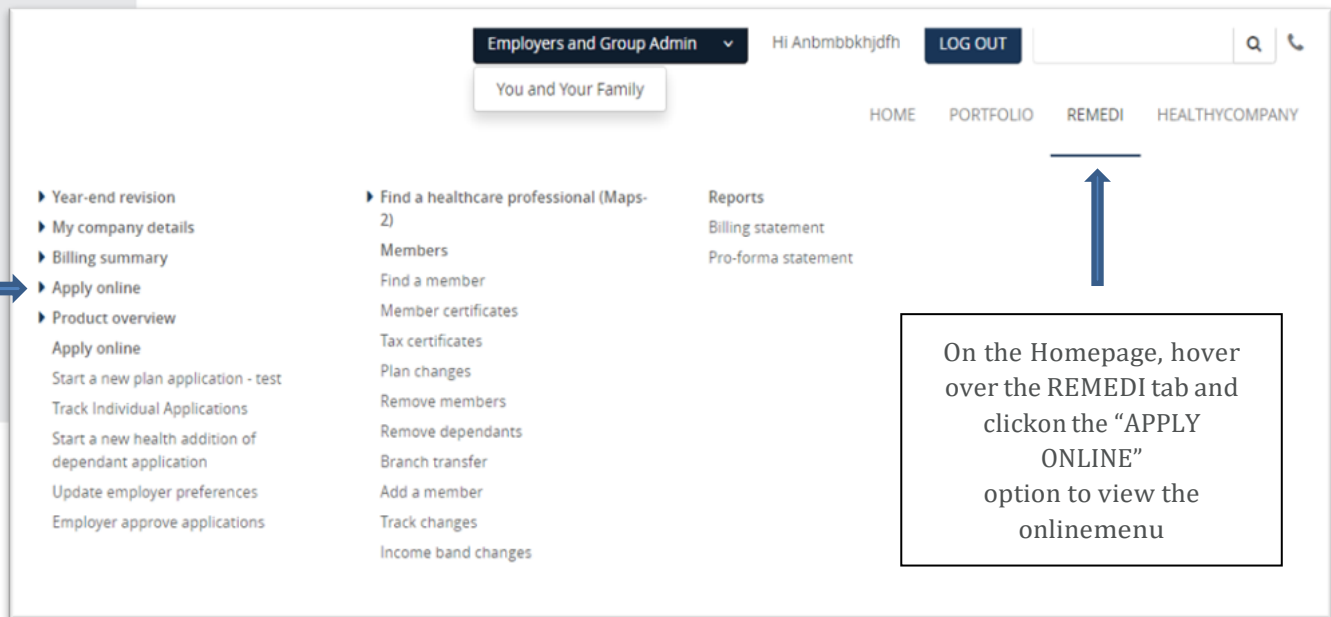 Employers and Group Admin
Hi Anbmbbkhjdfh
LOG OUT
You and Your Family
HOME
PORTFOLIO
REMEDI
HEALTHYCOMPANY
Year-end revision
My company details
Billing summary
Apply online
Product overview
Apply online
Start a new plan application - test
Track Individual Applications
Start a new health addition of
dependant application
Update employer preferences
Employer approve applications
Find a healthcare professional (Maps-
2)
Members
Find a member
Member certificates
Tax certificates
Plan changes
Remove members
Remove dependants
Branch transfer
Add a member
Track changes
Income band changes
Reports
Billing statement
Pro-forma statement
On the Homepage, hover
over the REMEDI tab and
clickon the “APPLY
ONLINE”
option to view the
onlinemenu